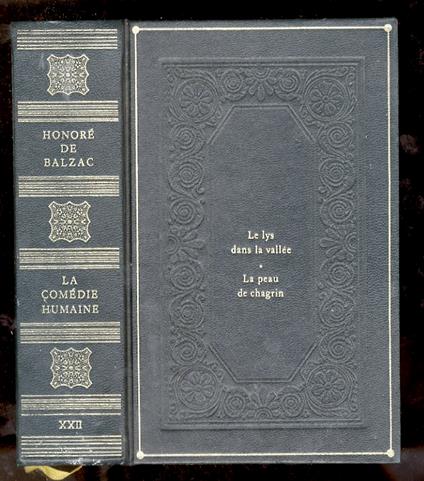 HONORÉ
DE
BALZAC
LA
COMÉDIE
HUMAINE
XXII
Le lys
dans la vallée
•
La peau
de chagrin